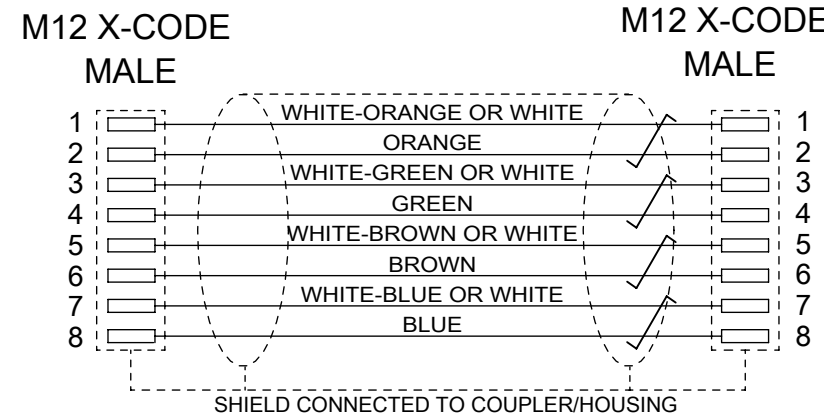 M12 X-CODE M12 X-CODE
MALE MALE
1 WHITE-ORANGE OR WHITE 1
2 ORANGE 2
3 WHITE-GREEN OR WHITE 3
4 GREEN 4
5 WHITE-BROWN OR WHITE 5
6 BROWN 6
7 WHITE-BLUE OR WHITE 7
8 BLUE 8
SHIELD CONNECTED TO COUPLER/HOUSING